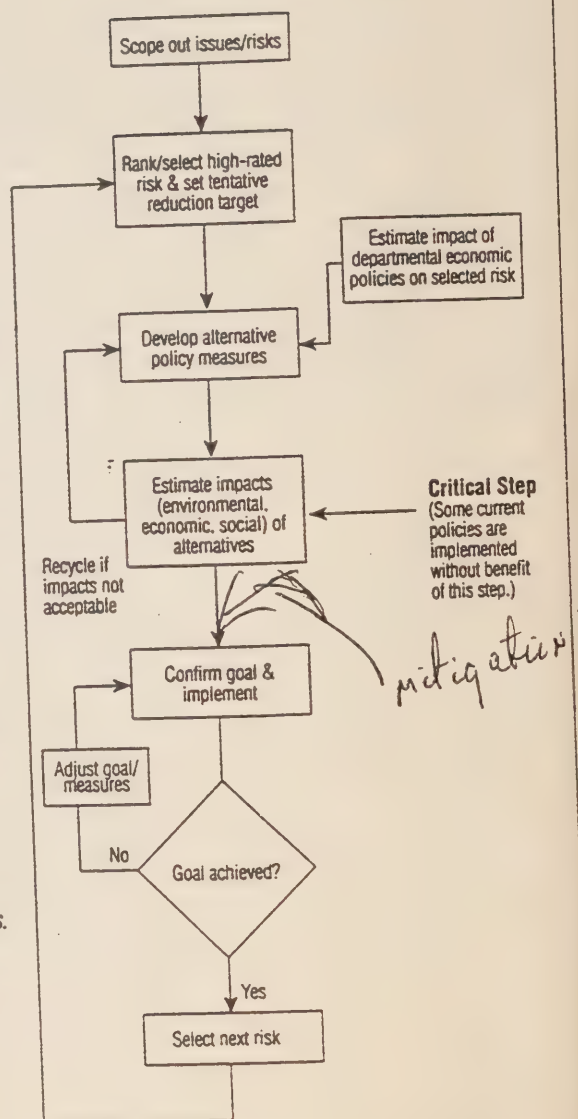 Scope out issues/risks
Rank/select high-rated
risk & set tentative
reduction target
Estimate impact of
departmental economic
policies on selected risk
Develop alternative
policy measures
Estimate impacts
(environmental,
economic, social) of
alternatives
Critical Step
(Some current
policies are
implemented
without benefit
of this step.)
Recycle if
impacts not
acceptable
mitigation
Confirm goal &
implement
Adjust goal/
measures
No
Goal achieved?
s.
Yes
Select next risk